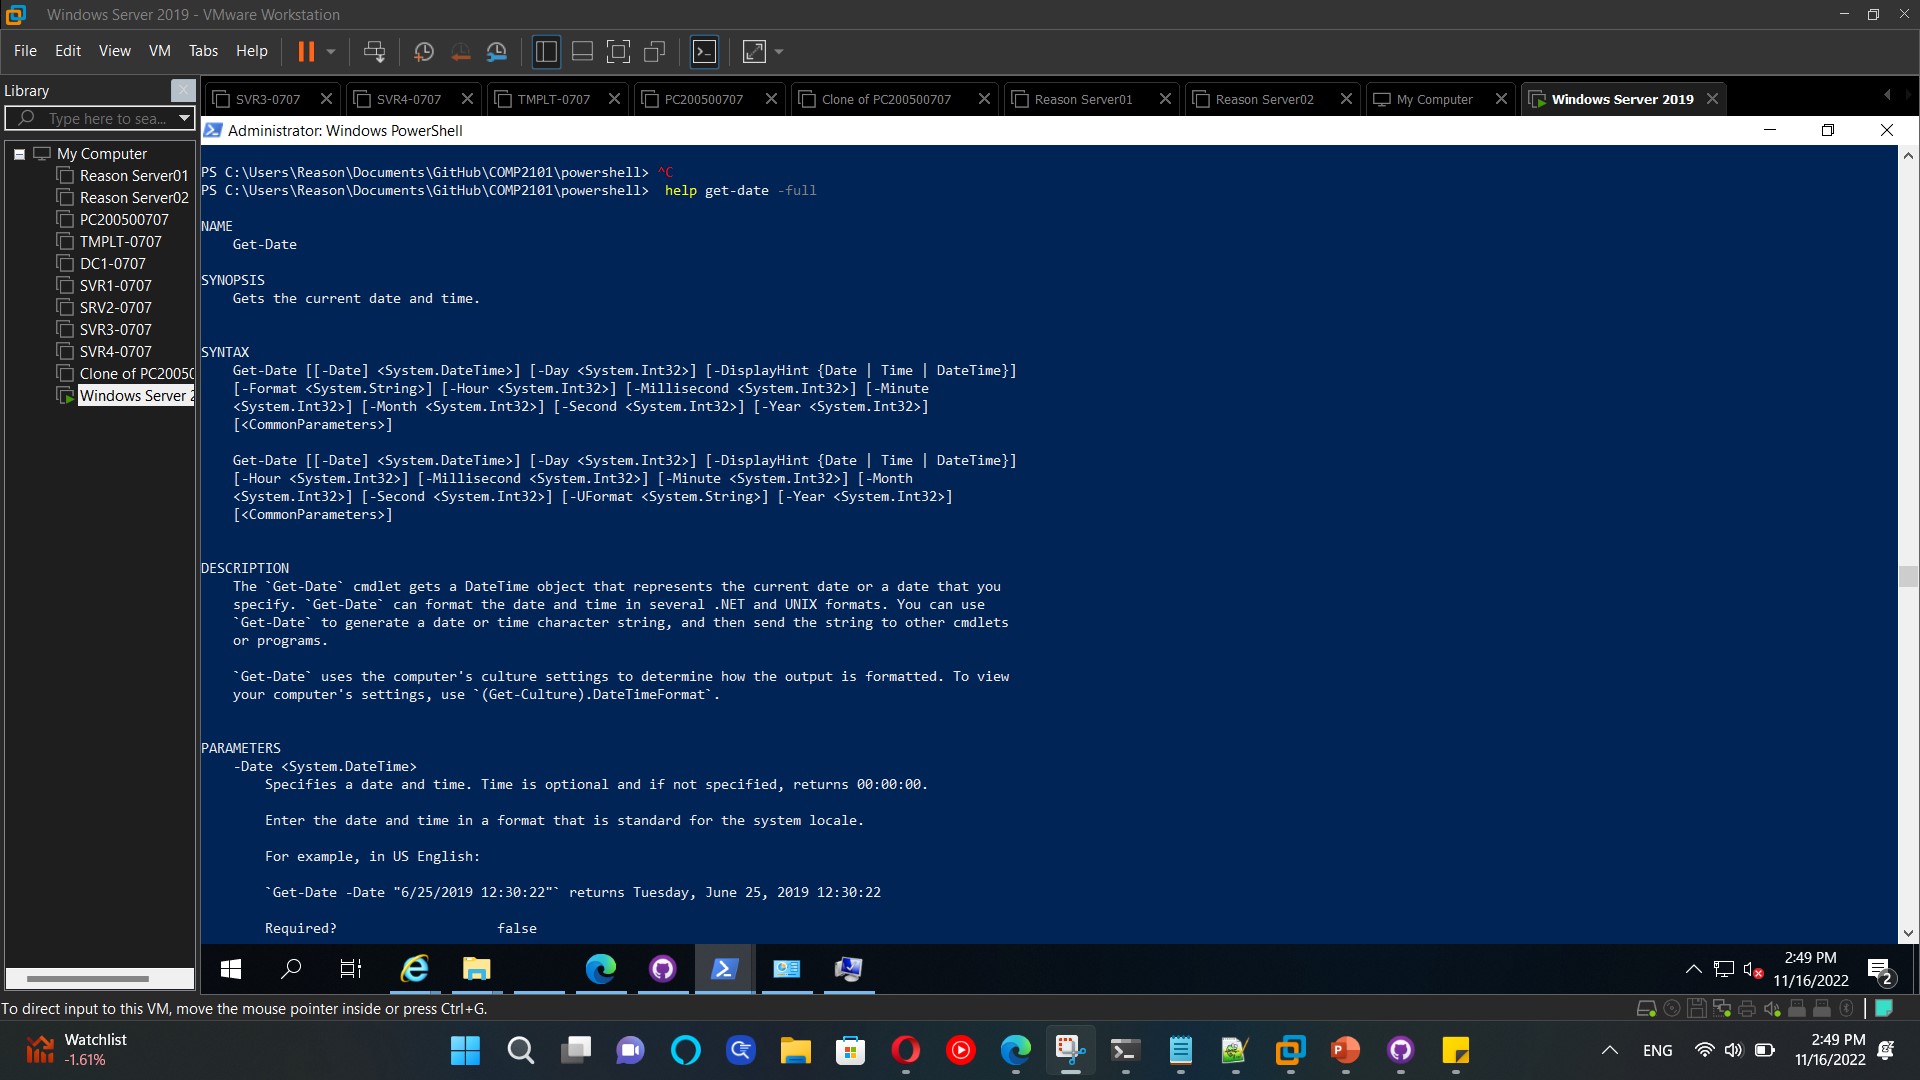 Windows Server 2019 - VMware Workstation
File Edit View VM Tabs Help
Library
Type here to sea...
My Computer
Reason Server01
Reason Server02
PC200500707
TMPLT-0707
DC1-0707
SVR1-0707
SRV2-0707
SVR3-0707
SVR4-0707
Clone of PC2005
Windows Server 2
SVR3-0707 SVR4-0707 TMPLT-0707 PC200500707 Clone of PC200500707 Reason Server01 Reason Server02 My Computer Windows Server 2019
Administrator: Windows PowerShell
PS C:\Users\Reason\Documents\GitHub\COMP2101\powershell> ^C
PS C:\Users\Reason\Documents\GitHub\COMP2101\powershell>  help get-date -full
NAME
Get-Date
SYNOPSIS
Gets the current date and time.
SYNTAX
Get-Date [[-Date] <System.DateTime>] [-Day <System.Int32>] [-DisplayHint {Date | Time | DateTime}]
[-Format <System.String>] [-Hour <System.Int32>] [-Millisecond <System.Int32>] [-Minute
<System.Int32>] [-Month <System.Int32>] [-Second <System.Int32>] [-Year <System.Int32>]
[<CommonParameters>]
Get-Date [[-Date] <System.DateTime>] [-Day <System.Int32>] [-DisplayHint {Date | Time | DateTime}]
[-Hour <System.Int32>] [-Millisecond <System.Int32>] [-Minute <System.Int32>] [-Month
<System.Int32>] [-Second <System.Int32>] [-UFormat <System.String>] [-Year <System.Int32>]
[<CommonParameters>]
DESCRIPTION
The `Get-Date` cmdlet gets a DateTime object that represents the current date or a date that you
specify. `Get-Date` can format the date and time in several .NET and UNIX formats. You can use
`Get-Date` to generate a date or time character string, and then send the string to other cmdlets
or programs.
`Get-Date` uses the computer's culture settings to determine how the output is formatted. To view
your computer's settings, use `(Get-Culture).DateTimeFormat`.
PARAMETERS
-Date <System.DateTime>
Specifies a date and time. Time is optional and if not specified, returns 00:00:00.
Enter the date and time in a format that is standard for the system locale.
For example, in US English:
`Get-Date -Date "6/25/2019 12:30:22"` returns Tuesday, June 25, 2019 12:30:22
Required? false
2:49 PM
11/16/2022
2
To direct input to this VM, move the mouse pointer inside or press Ctrl+G.
Watchlist
-1.61%
ENG
2:49 PM
11/16/2022